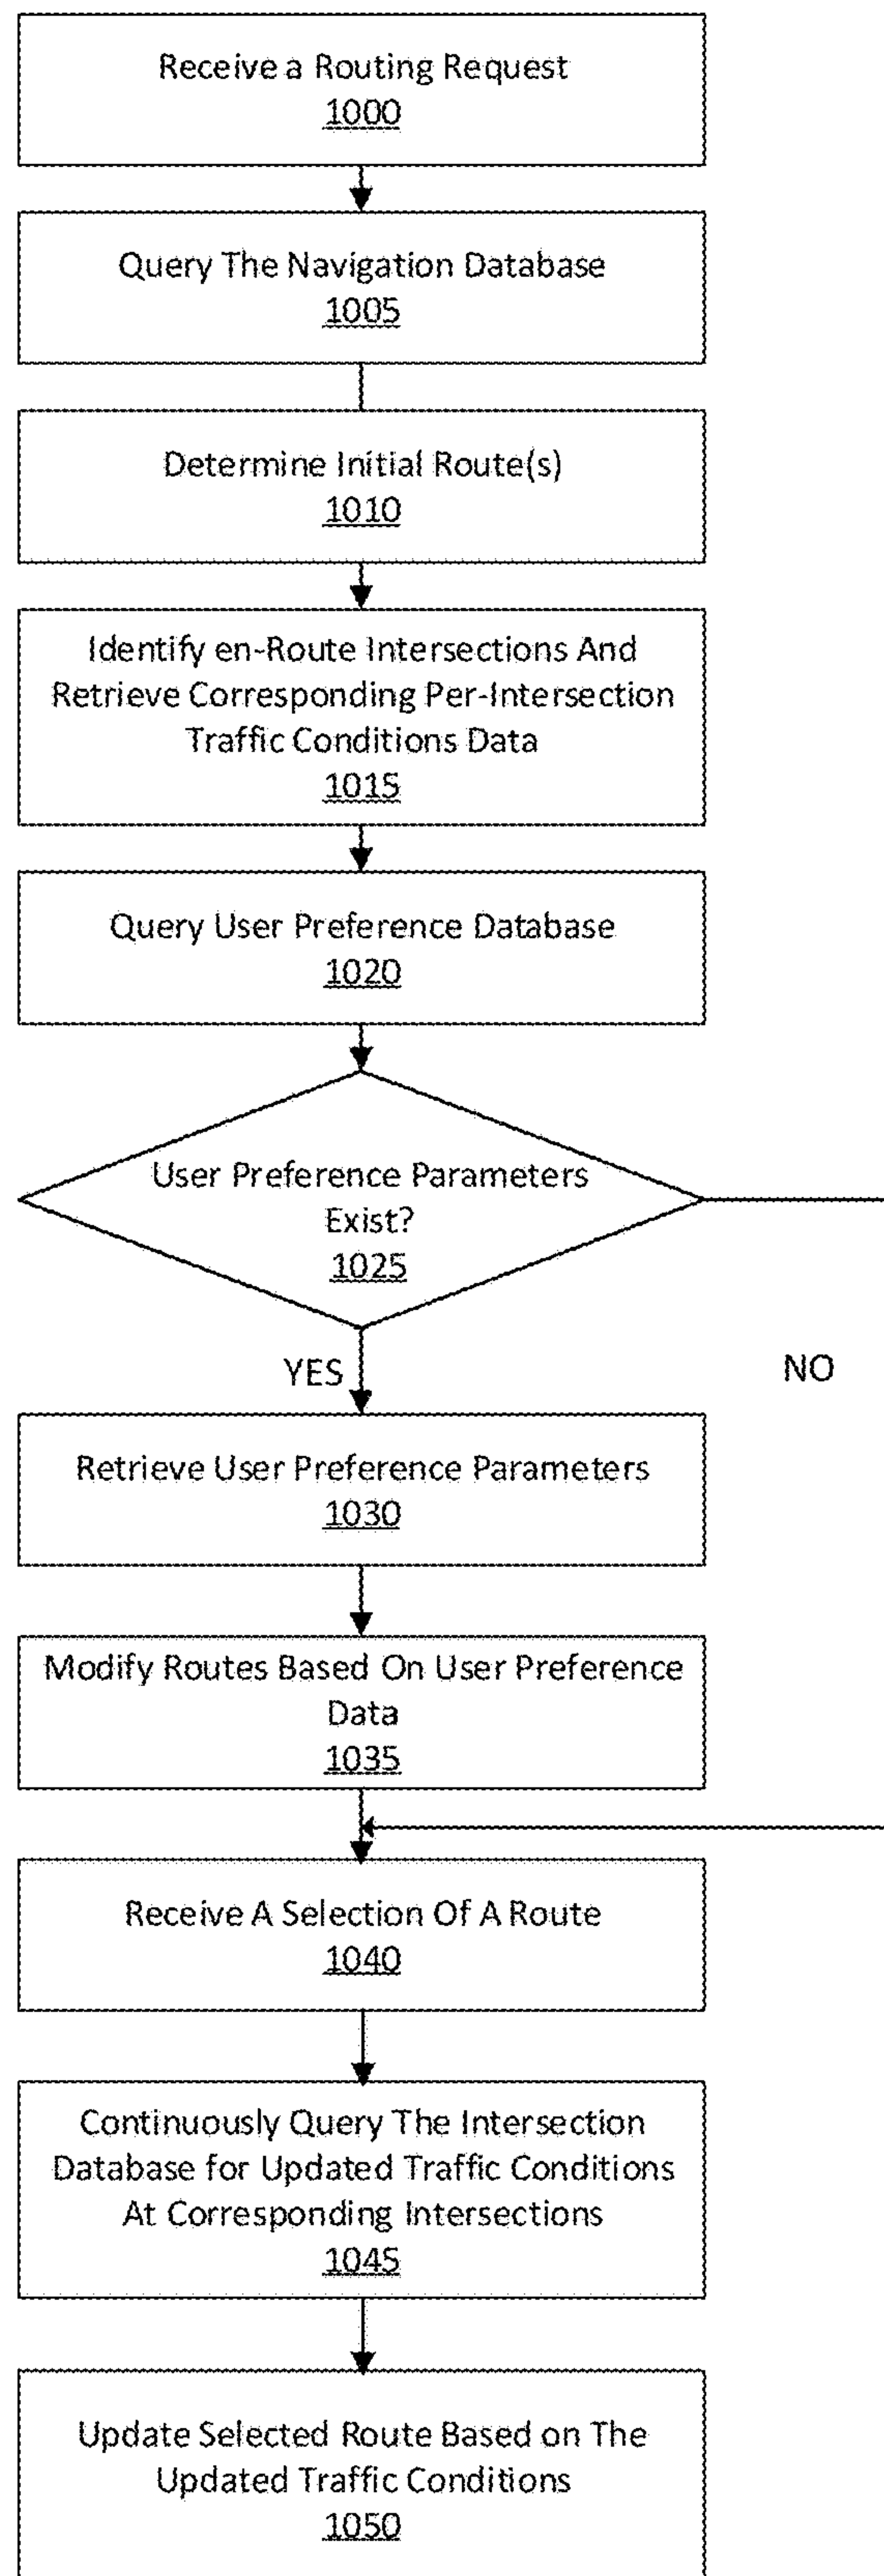 Receive a Routing Request
1000
Query The Navigation Database
1005
Determine Initial Route(s)
1010
Identify en-Route Intersections And
Retrieve Corresponding Per-Intersection
Traffic Conditions Data
1015
Query User Preference Database
1020
User Preference Parameters
Exist?
1025
YES
NO
Retrieve User Preference Parameters
1030
Modify Routes Based On User Preference
Data
1035
Receive A Selection Of A Route
1040
Continuously Query The Intersection
Database for Updated Traffic Conditions
At Corresponding Intersections
1045
Update Selected Route Based on The
Updated Traffic Conditions
1050